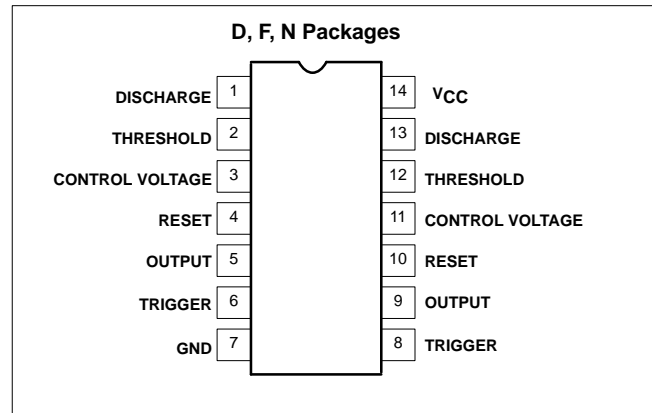 D, F, N Packages
DISCHARGE 1 14 VCC
THRESHOLD 2 13 DISCHARGE
CONTROL VOLTAGE 3 12 THRESHOLD
RESET 4 11 CONTROL VOLTAGE
OUTPUT 5 10 RESET
TRIGGER 6 9 OUTPUT
GND 7 8 TRIGGER